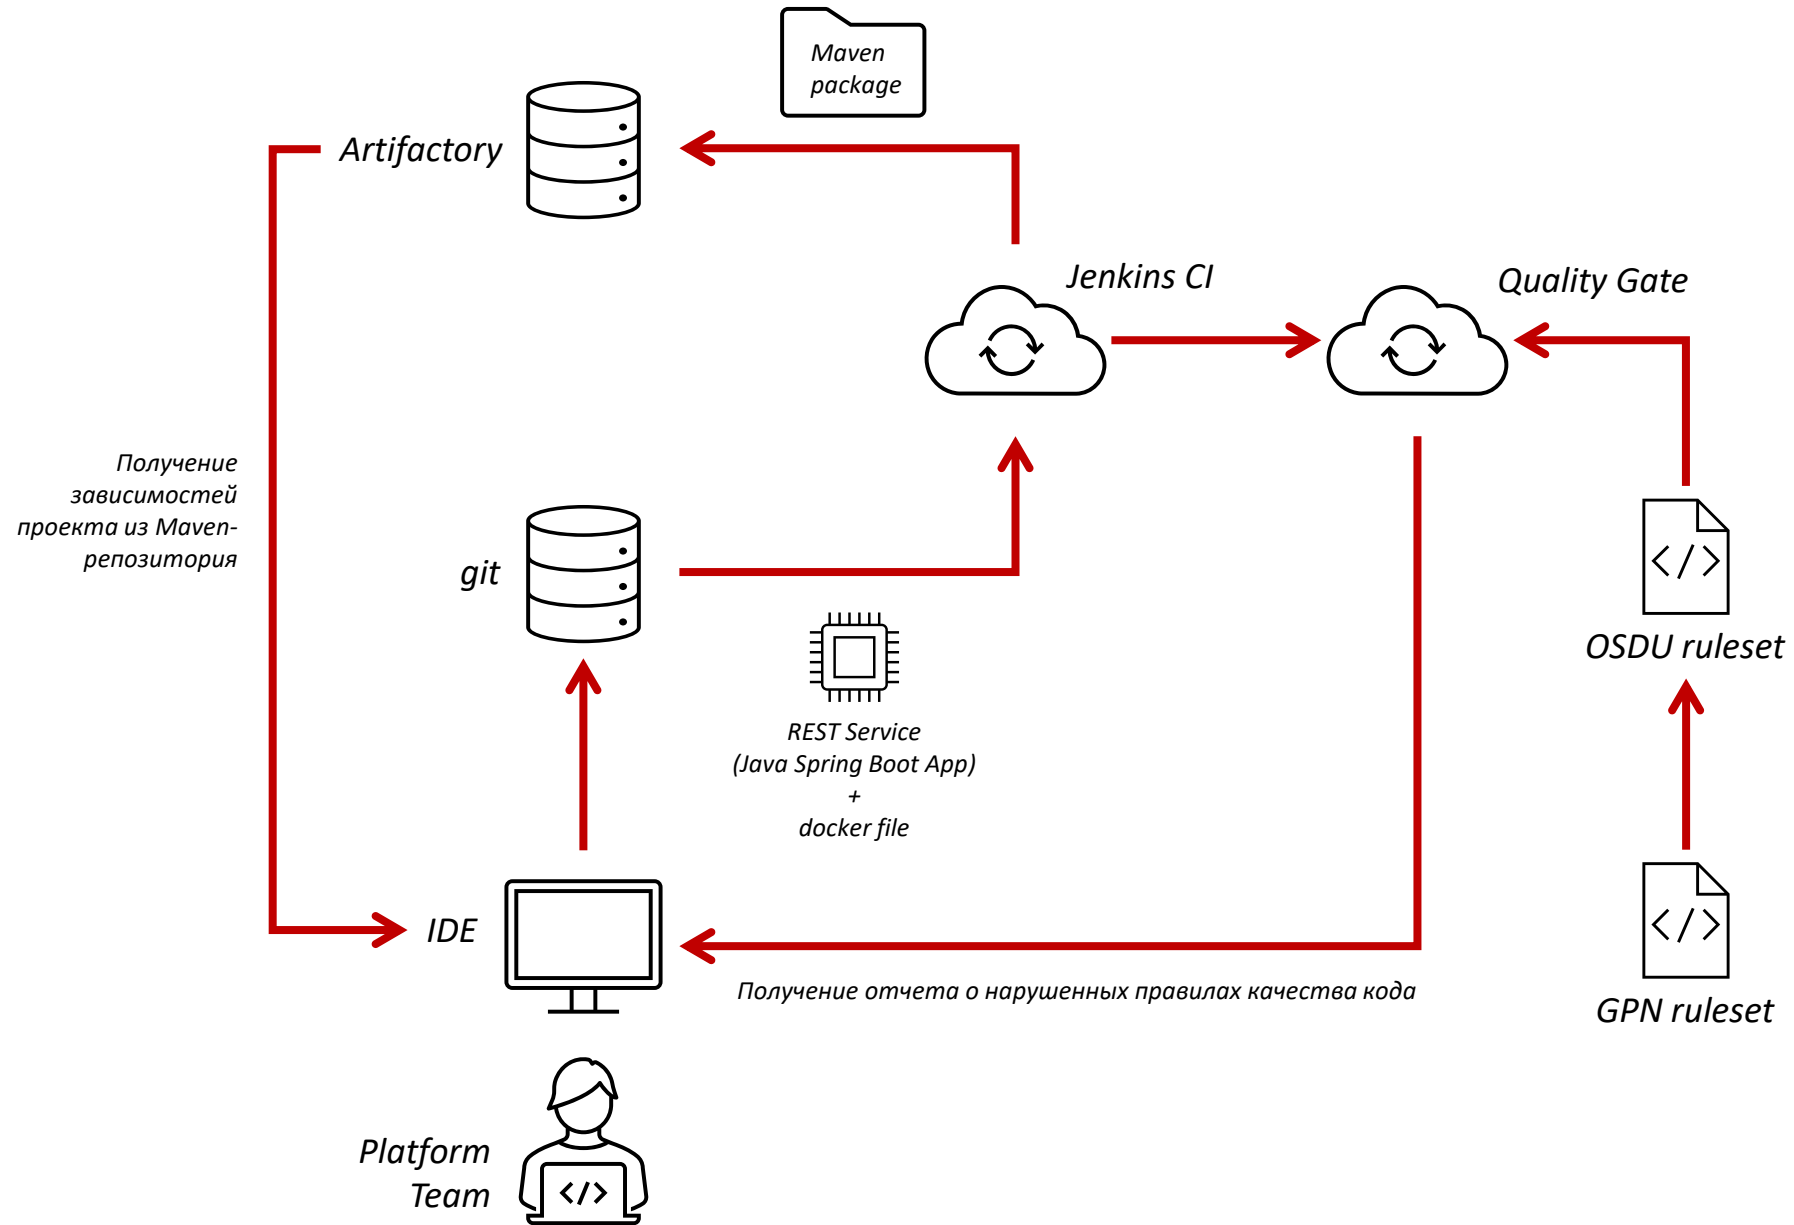 Maven
package
Artifactory
Jenkins CI
Quality Gate
Получение
зависимостей
проекта из Maven-
репозитория
git
OSDU ruleset
REST Service
(Java Spring Boot App)
+
docker file
IDE
Получение отчета о нарушенных правилах качества кода
GPN ruleset
Platform
Team